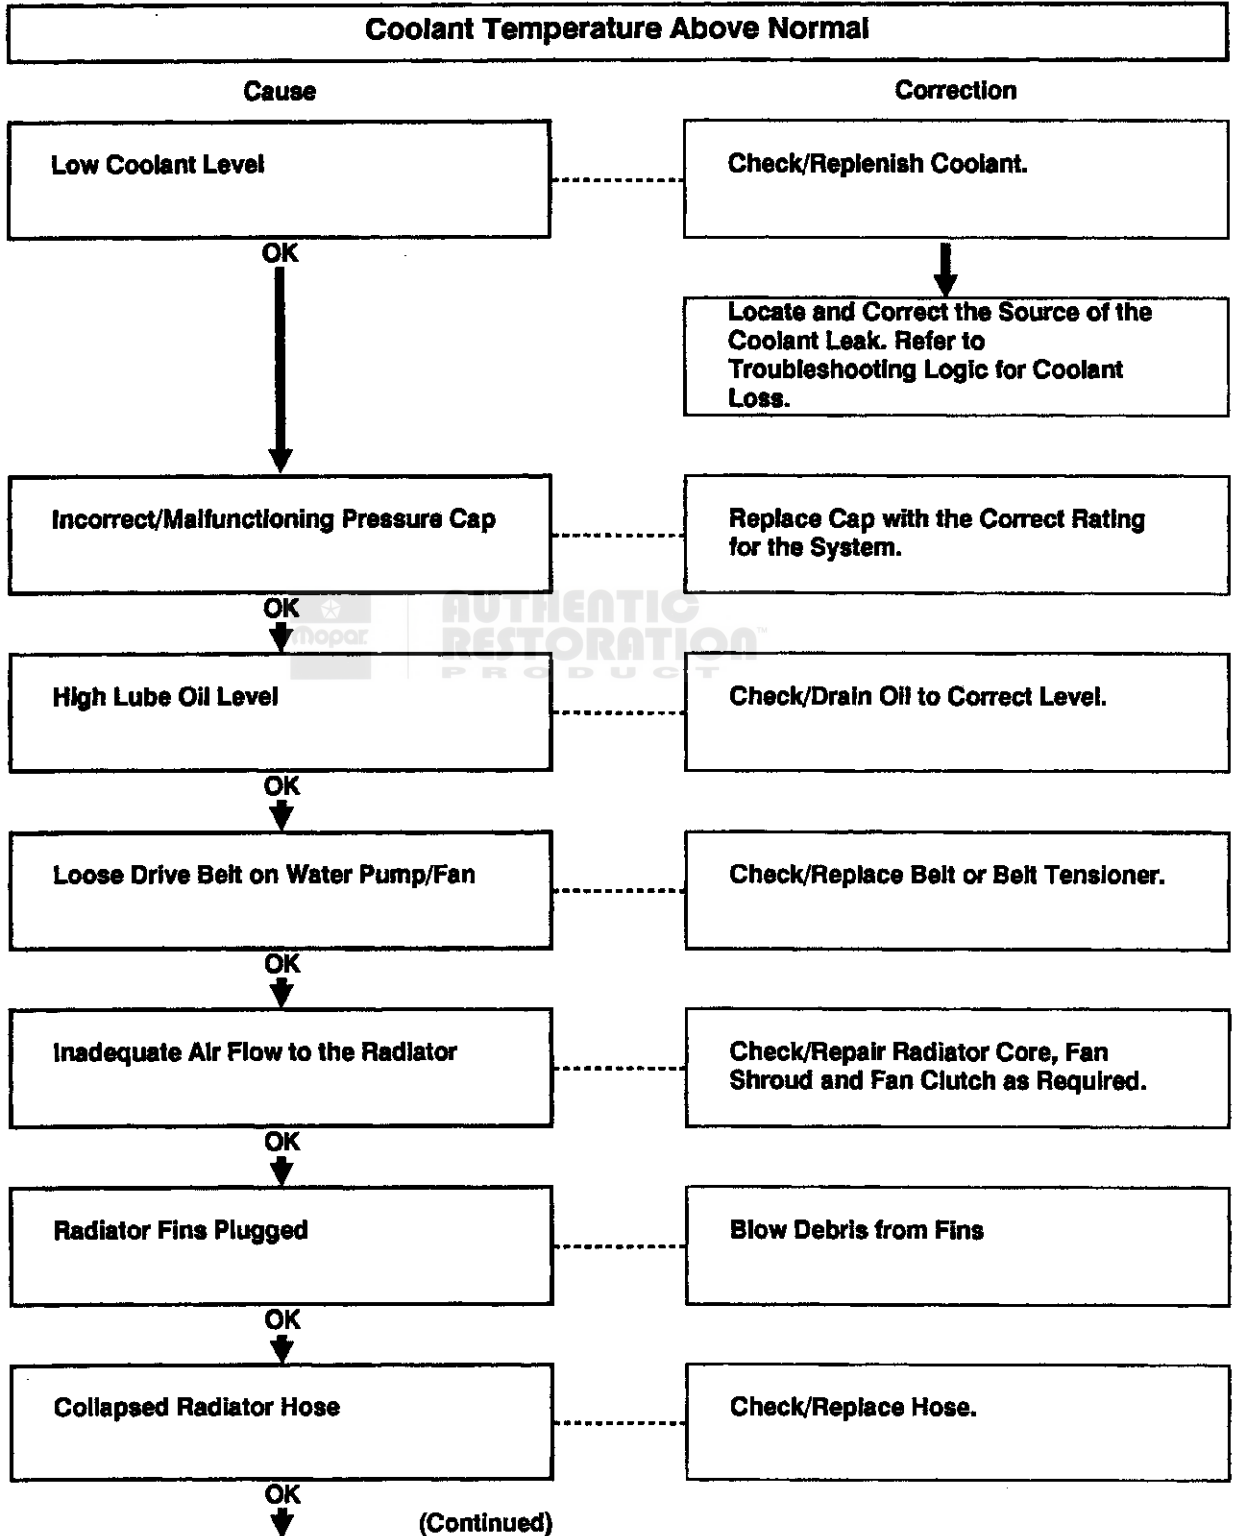 Coolant Temperature Above Normal
Cause
Correction
Low Coolant Level
Check/Replenish Coolant.
OK
Locate and Correct the Source of the
Coolant Leak. Refer to
Troubleshooting Logic for Coolant
Loss.
Incorrect/Malfunctioning Pressure Cap
Replace Cap with the Correct Rating
for the System.
OK
Mopar
AUTHENTIC
RESTORATION™
PRODUCT
High Lube Oil Level
Check/Drain Oil to Correct Level.
OK
Loose Drive Belt on Water Pump/Fan
Check/Replace Belt or Belt Tensioner.
OK
Inadequate Air Flow to the Radiator
Check/Repair Radiator Core, Fan
Shroud and Fan Clutch as Required.
OK
Radiator Fins Plugged
Blow Debris from Fins
OK
Collapsed Radiator Hose
Check/Replace Hose.
OK
(Continued)